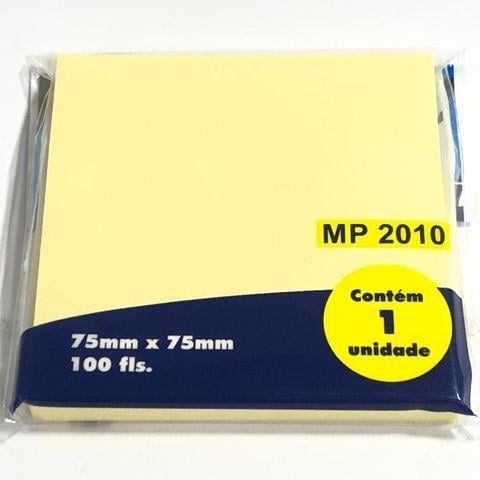 MP 2010
Contém
1
unidade
75mm x 75mm
100 fls.